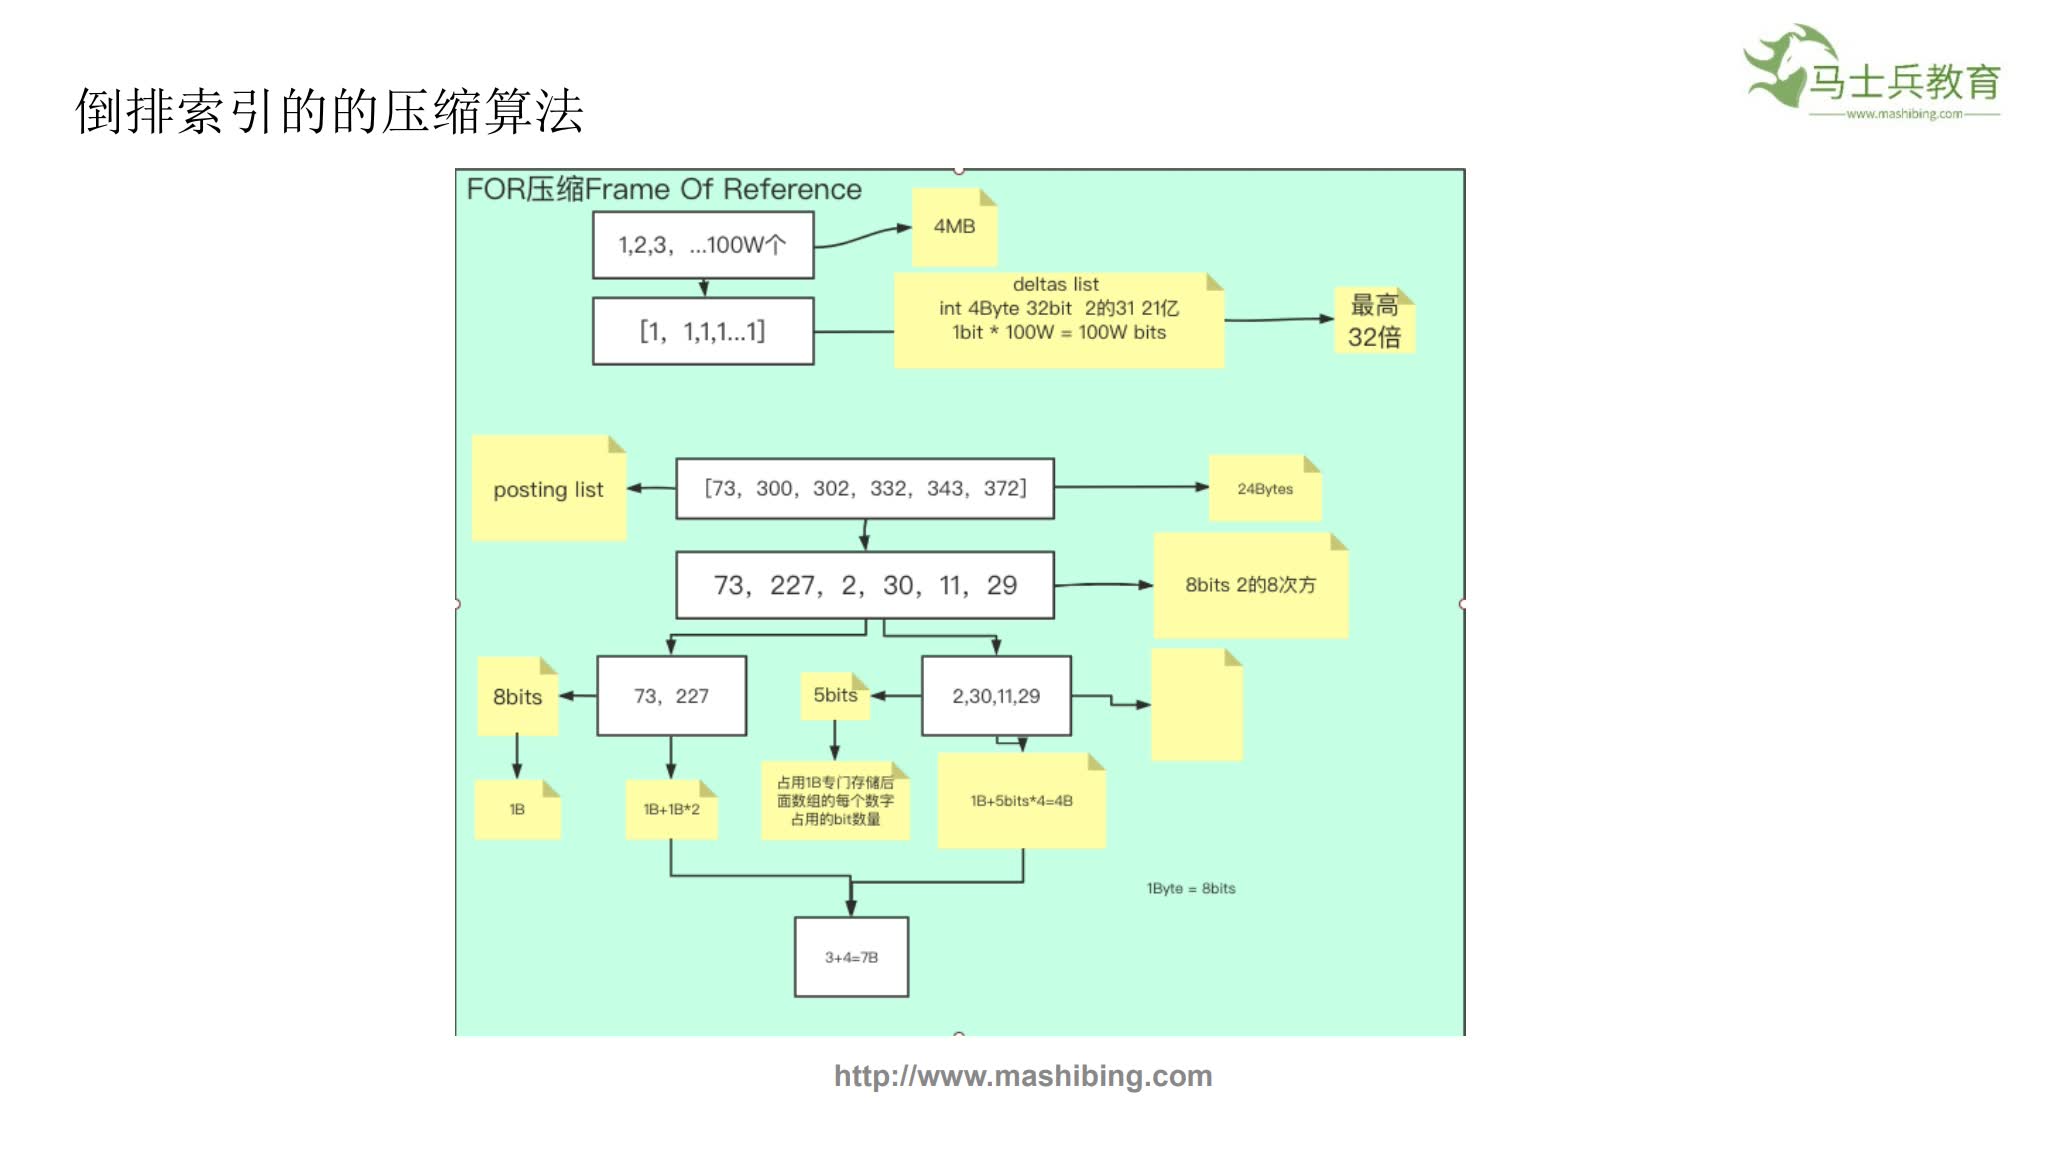 马士兵教育
www.mashibing.com
倒排索引的的压缩算法
FOR压缩Frame Of Reference
1,2,3，...100W个
4MB
[1，1,1,1...1]
deltas list
int 4Byte 32bit 2的31 21亿
1bit * 100W = 100W bits
最高
32倍
posting list
[73，300，302，332，343，372]
24Bytes
73，227，2，30，11，29
8bits 2的8次方
8bits
73，227
5bits
2,30,11,29
1B
1B+1B*2
占用1B专门存储后
面数组的每个数字
占用的bit数量
1B+5bits*4=4B
1Byte = 8bits
3+4=7B
http://www.mashibing.com